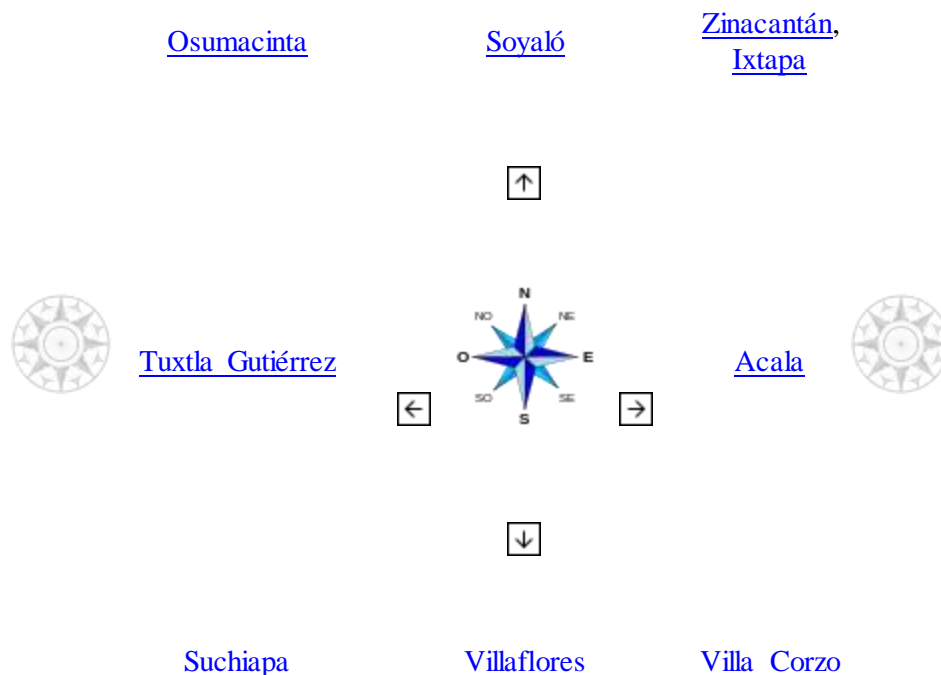 Osumacinta Soyaló Zinacantán,
Ixtapa
N
NO NE
Tuxtla Gutiérrez O E Acala
SO SE
S
Suchiapa Villaflores Villa Corzo